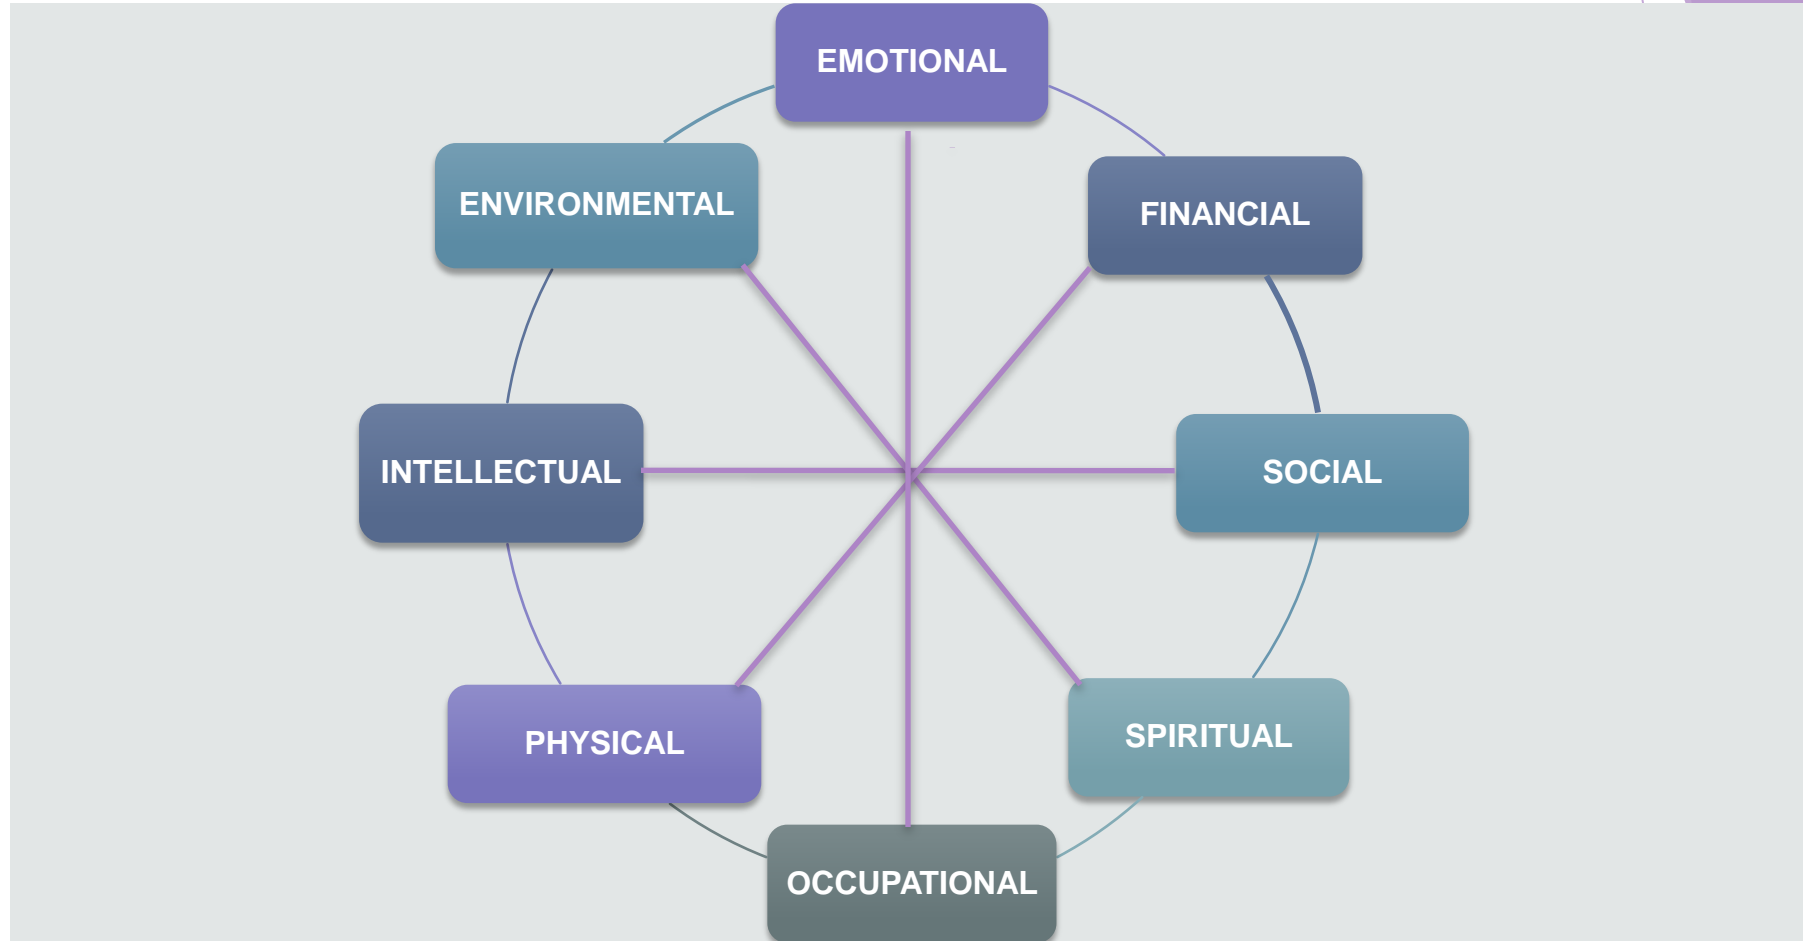 EMOTIONAL
ENVIRONMENTAL
FINANCIAL
INTELLECTUAL
SOCIAL
PHYSICAL
SPIRITUAL
OCCUPATIONAL